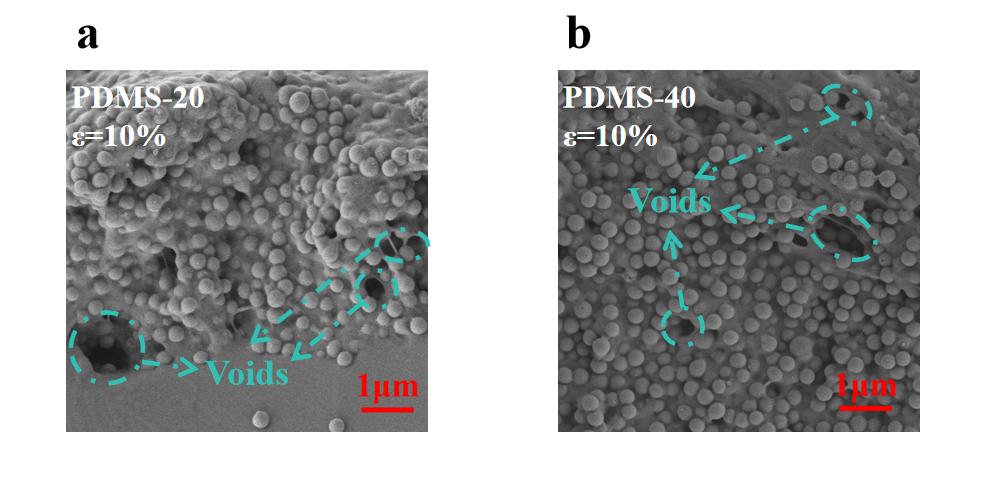 a
PDMS-20
ε=10%
Voids
1μm
b
PDMS-40
ε=10%
Voids
1μm